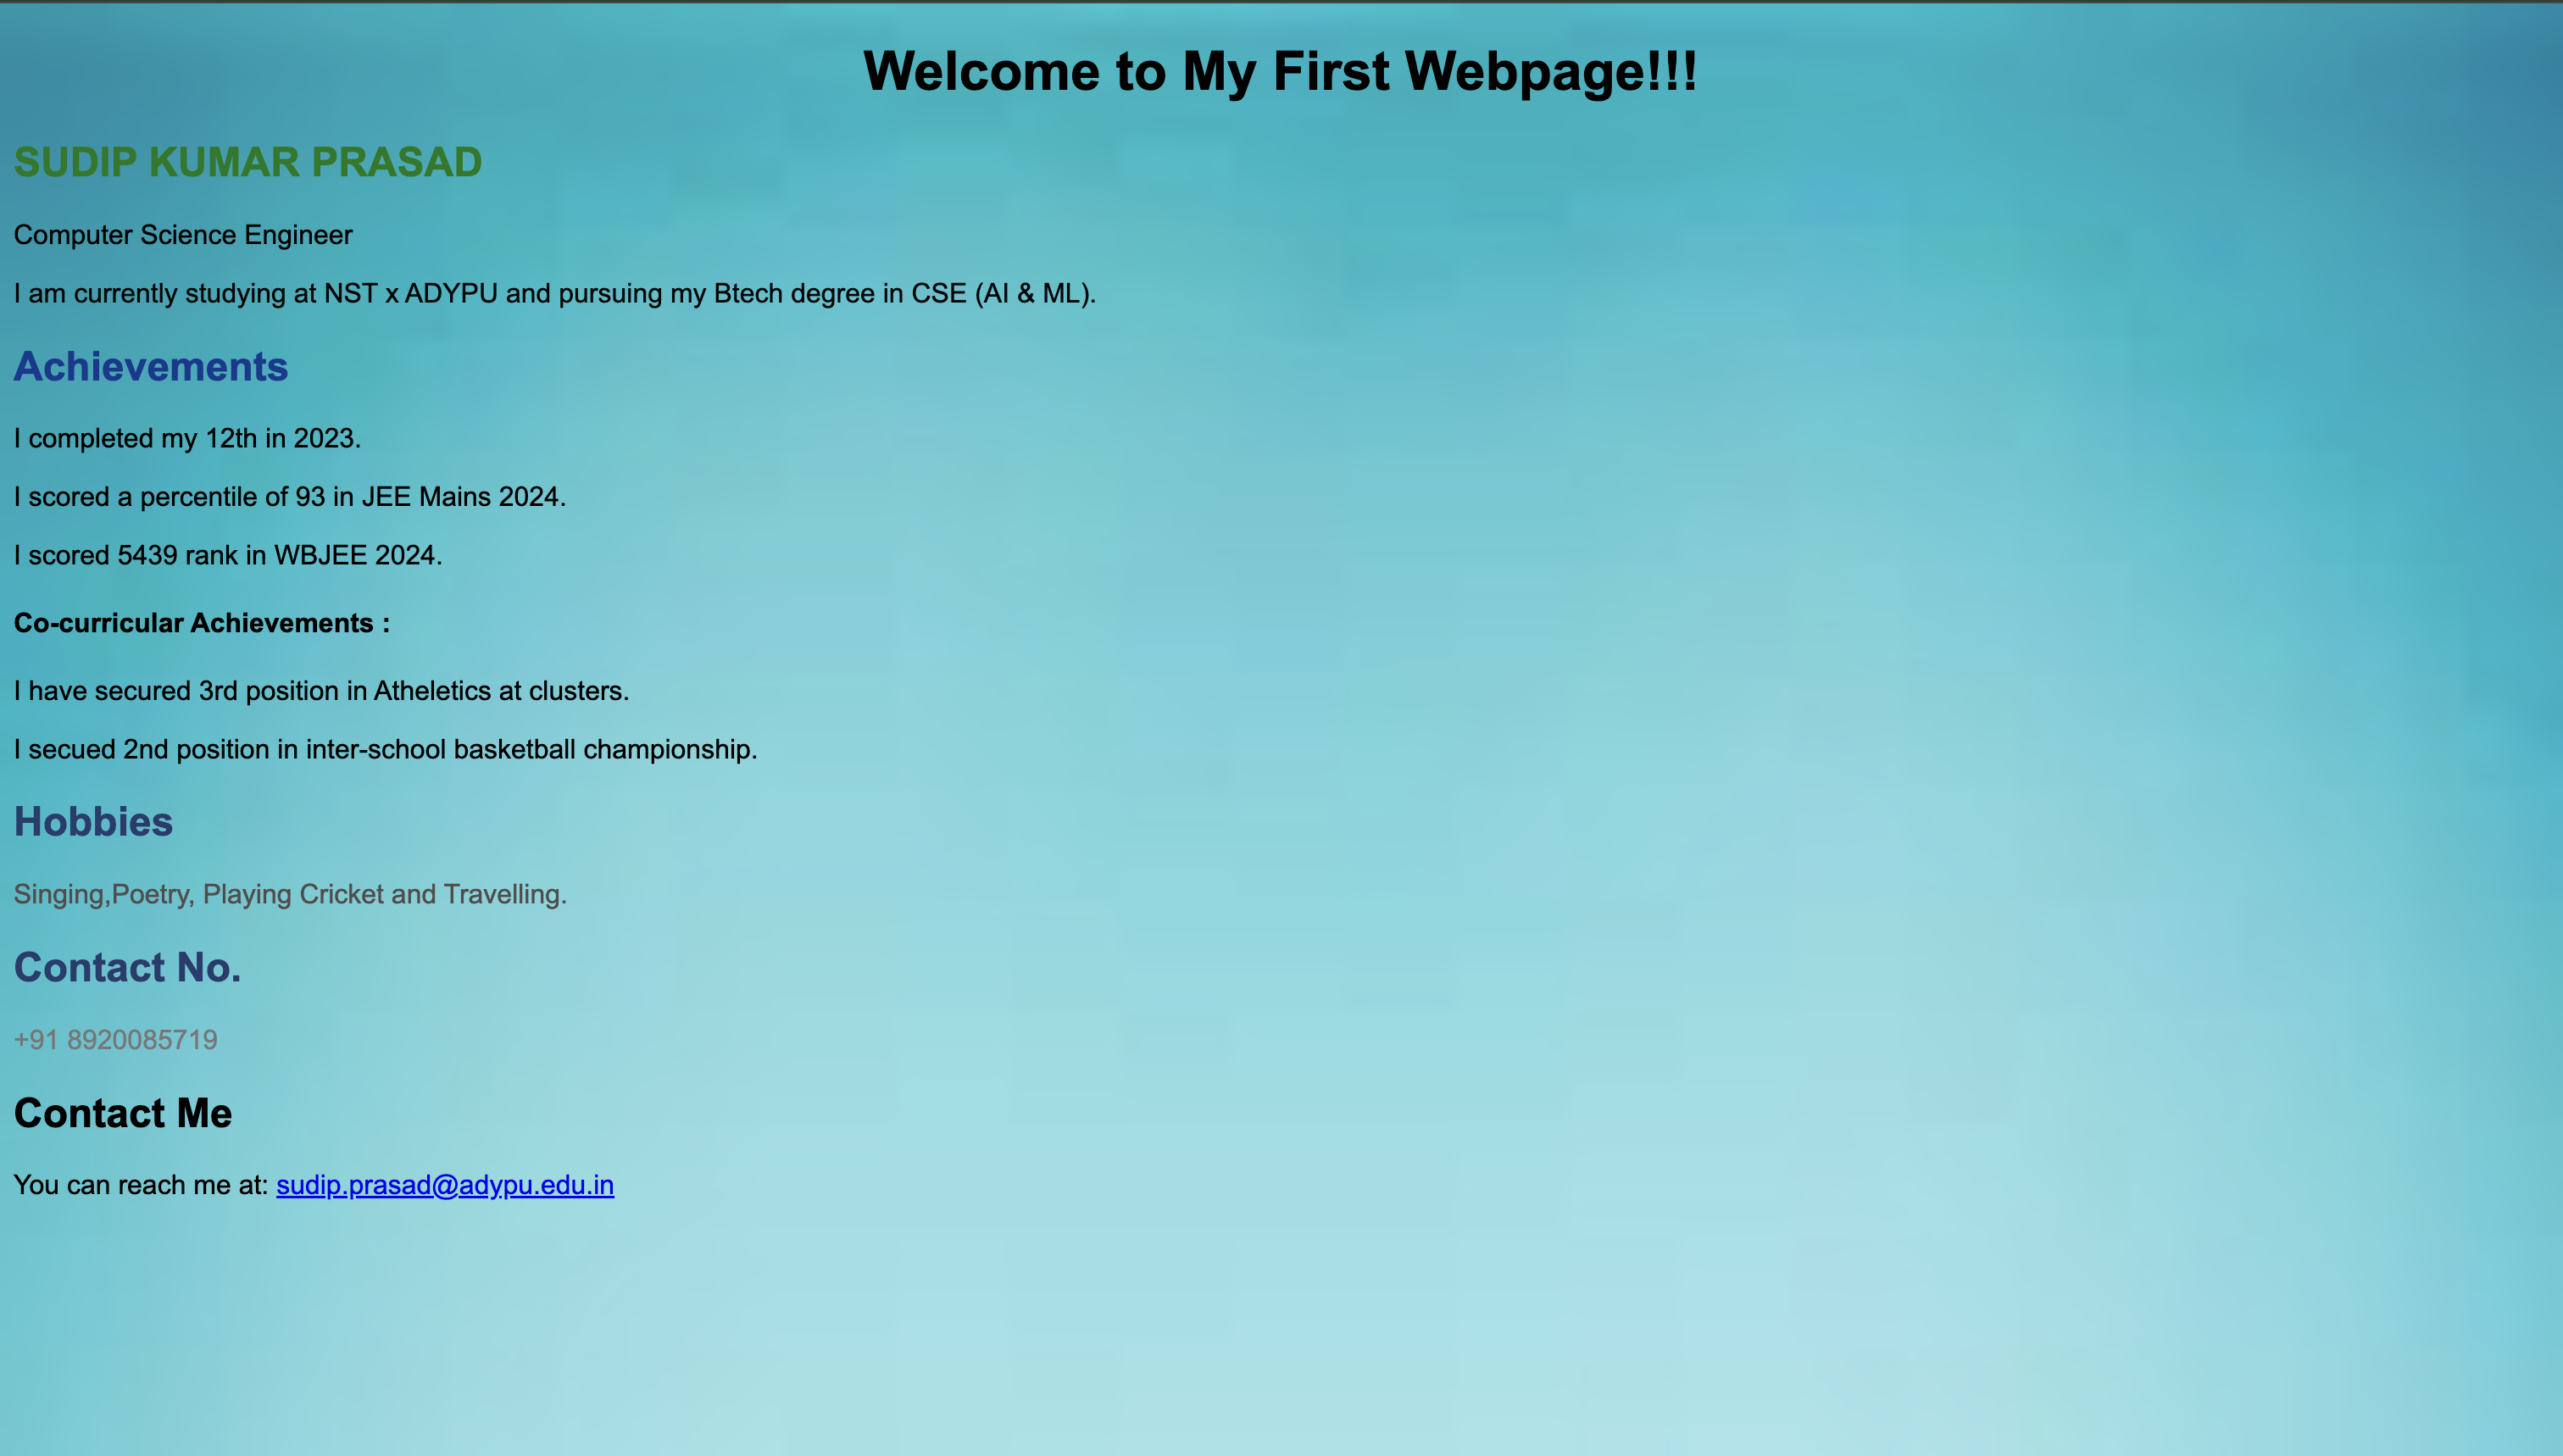 Welcome to My First Webpage!!!
SUDIP KUMAR PRASAD
Computer Science Engineer
I am currently studying at NST x ADYPU and pursuing my Btech degree in CSE (AI & ML).
Achievements
I completed my 12th in 2023.
I scored a percentile of 93 in JEE Mains 2024.
I scored 5439 rank in WBJEE 2024.
Co-curricular Achievements :
I have secured 3rd position in Atheletics at clusters.
I secued 2nd position in inter-school basketball championship.
Hobbies
Singing,Poetry, Playing Cricket and Travelling.
Contact No.
+91 8920085719
Contact Me
You can reach me at: sudip.prasad@adypu.edu.in